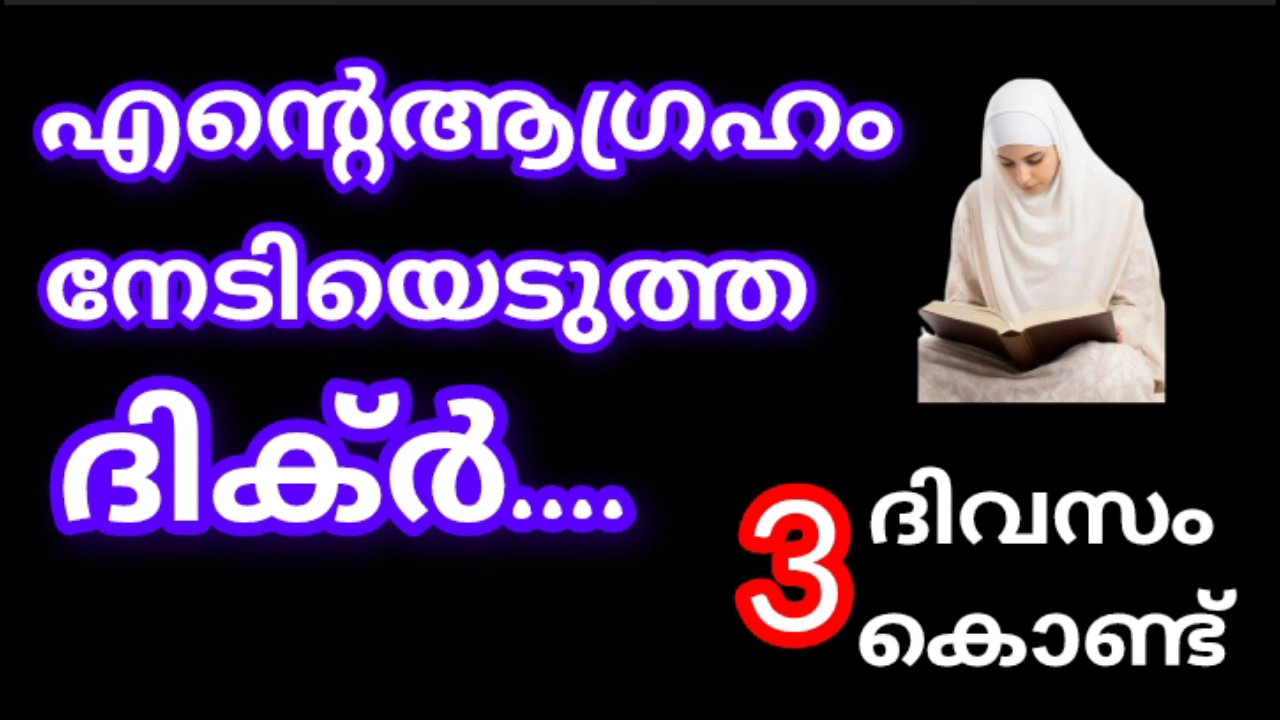 എന്റെആഗ്രഹം
നേടിയെടുത്ത
ദിക്ർ....
3 ദിവസം
കൊണ്ട്